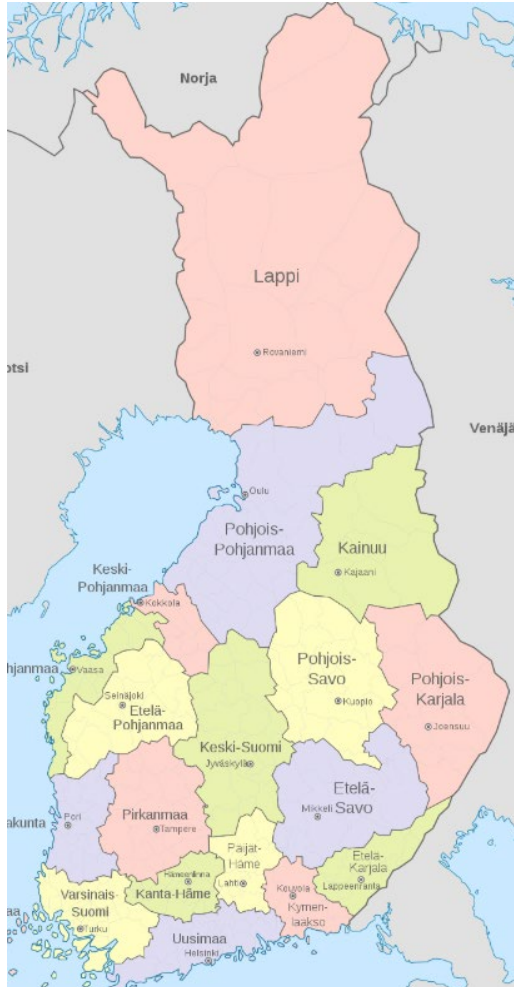 Norja
Lappi
Rovaniemi
otsi
Venäjä
Oulu
Pohjois-
Pohjanmaa
Kainuu
Kajaani
Keski-
Pohjanmaa
Kokkola
Pohjois-
Savo
Kuopio
Pohjois-
Karjala
Joensuu
hjanmaa
Vaasa
Seinäjoki
Etelä-
Pohjanmaa
Keski-Suomi
Jyväskylä
Etelä-
Savo
Mikkeli
akunta
Pori
Pirkanmaa
Tampere
Päijät-
Häme
Lahti
Etelä-
Karjala
Lappeenranta
Hämeenlinna
Kanta-Häme
Kouvola
Kymen-
laakso
Varsinais-
Suomi
Turku
aa
Uusimaa
Helsinki